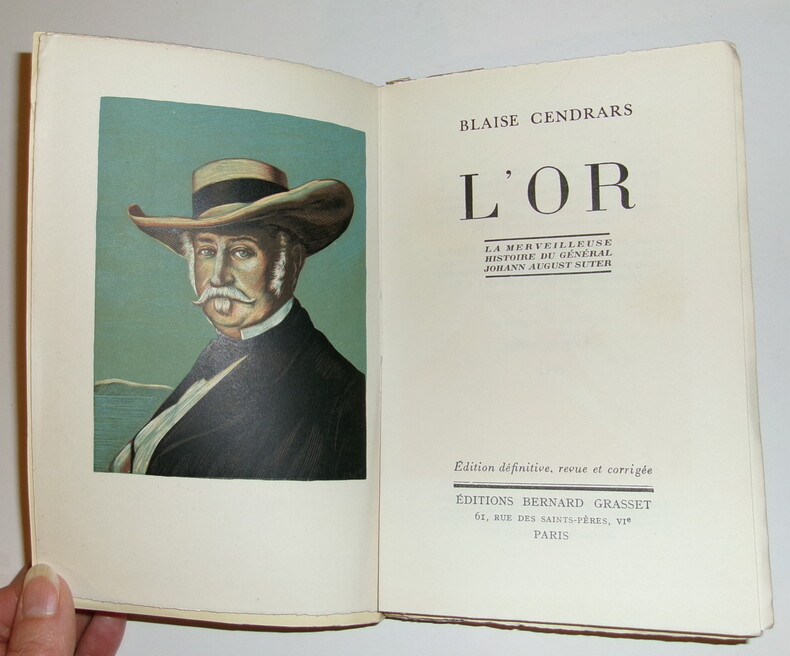 BLAISE CENDRARS
L'OR
LA MERVEILLEUSE
HISTOIRE DU GÉNÉRAL
JOHANN AUGUST SUTER
Édition définitive, revue et corrigée
ÉDITIONS BERNARD GRASSET
61, RUE DES SAINTS-PÈRES, VIᵉ
PARIS